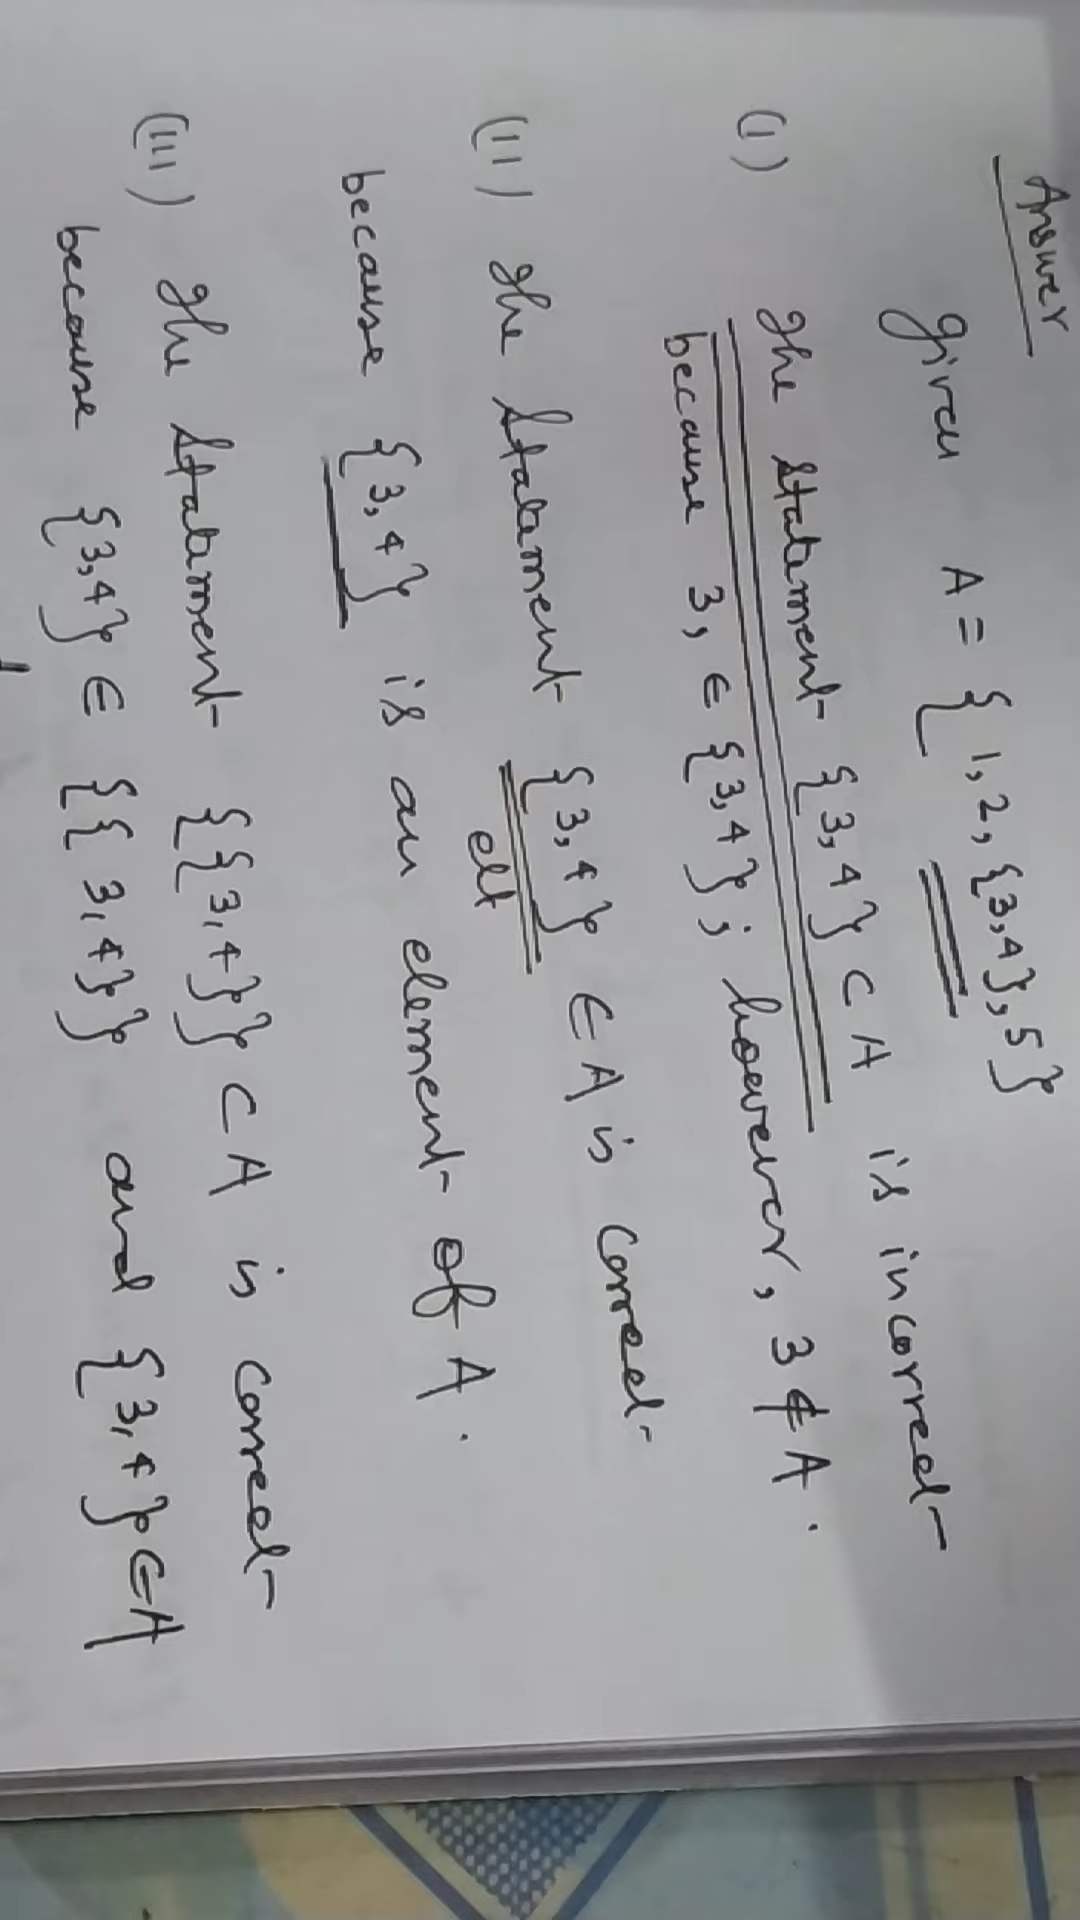 Answer
Given A = { 1, 2, {3,4}, 5}
(I) The statement {3,4} ⊂ A is incorrect
because 3, ∈ {3,4}; however, 3 ∉ A.
(II) The statement {3,4} ∈ A is correct
elt
because {3,4} is an element of A.
(III) The statement {{3,4}} ⊂ A is correct
because {3,4} ∈ {{3,4}} and {3,4} ∈ A